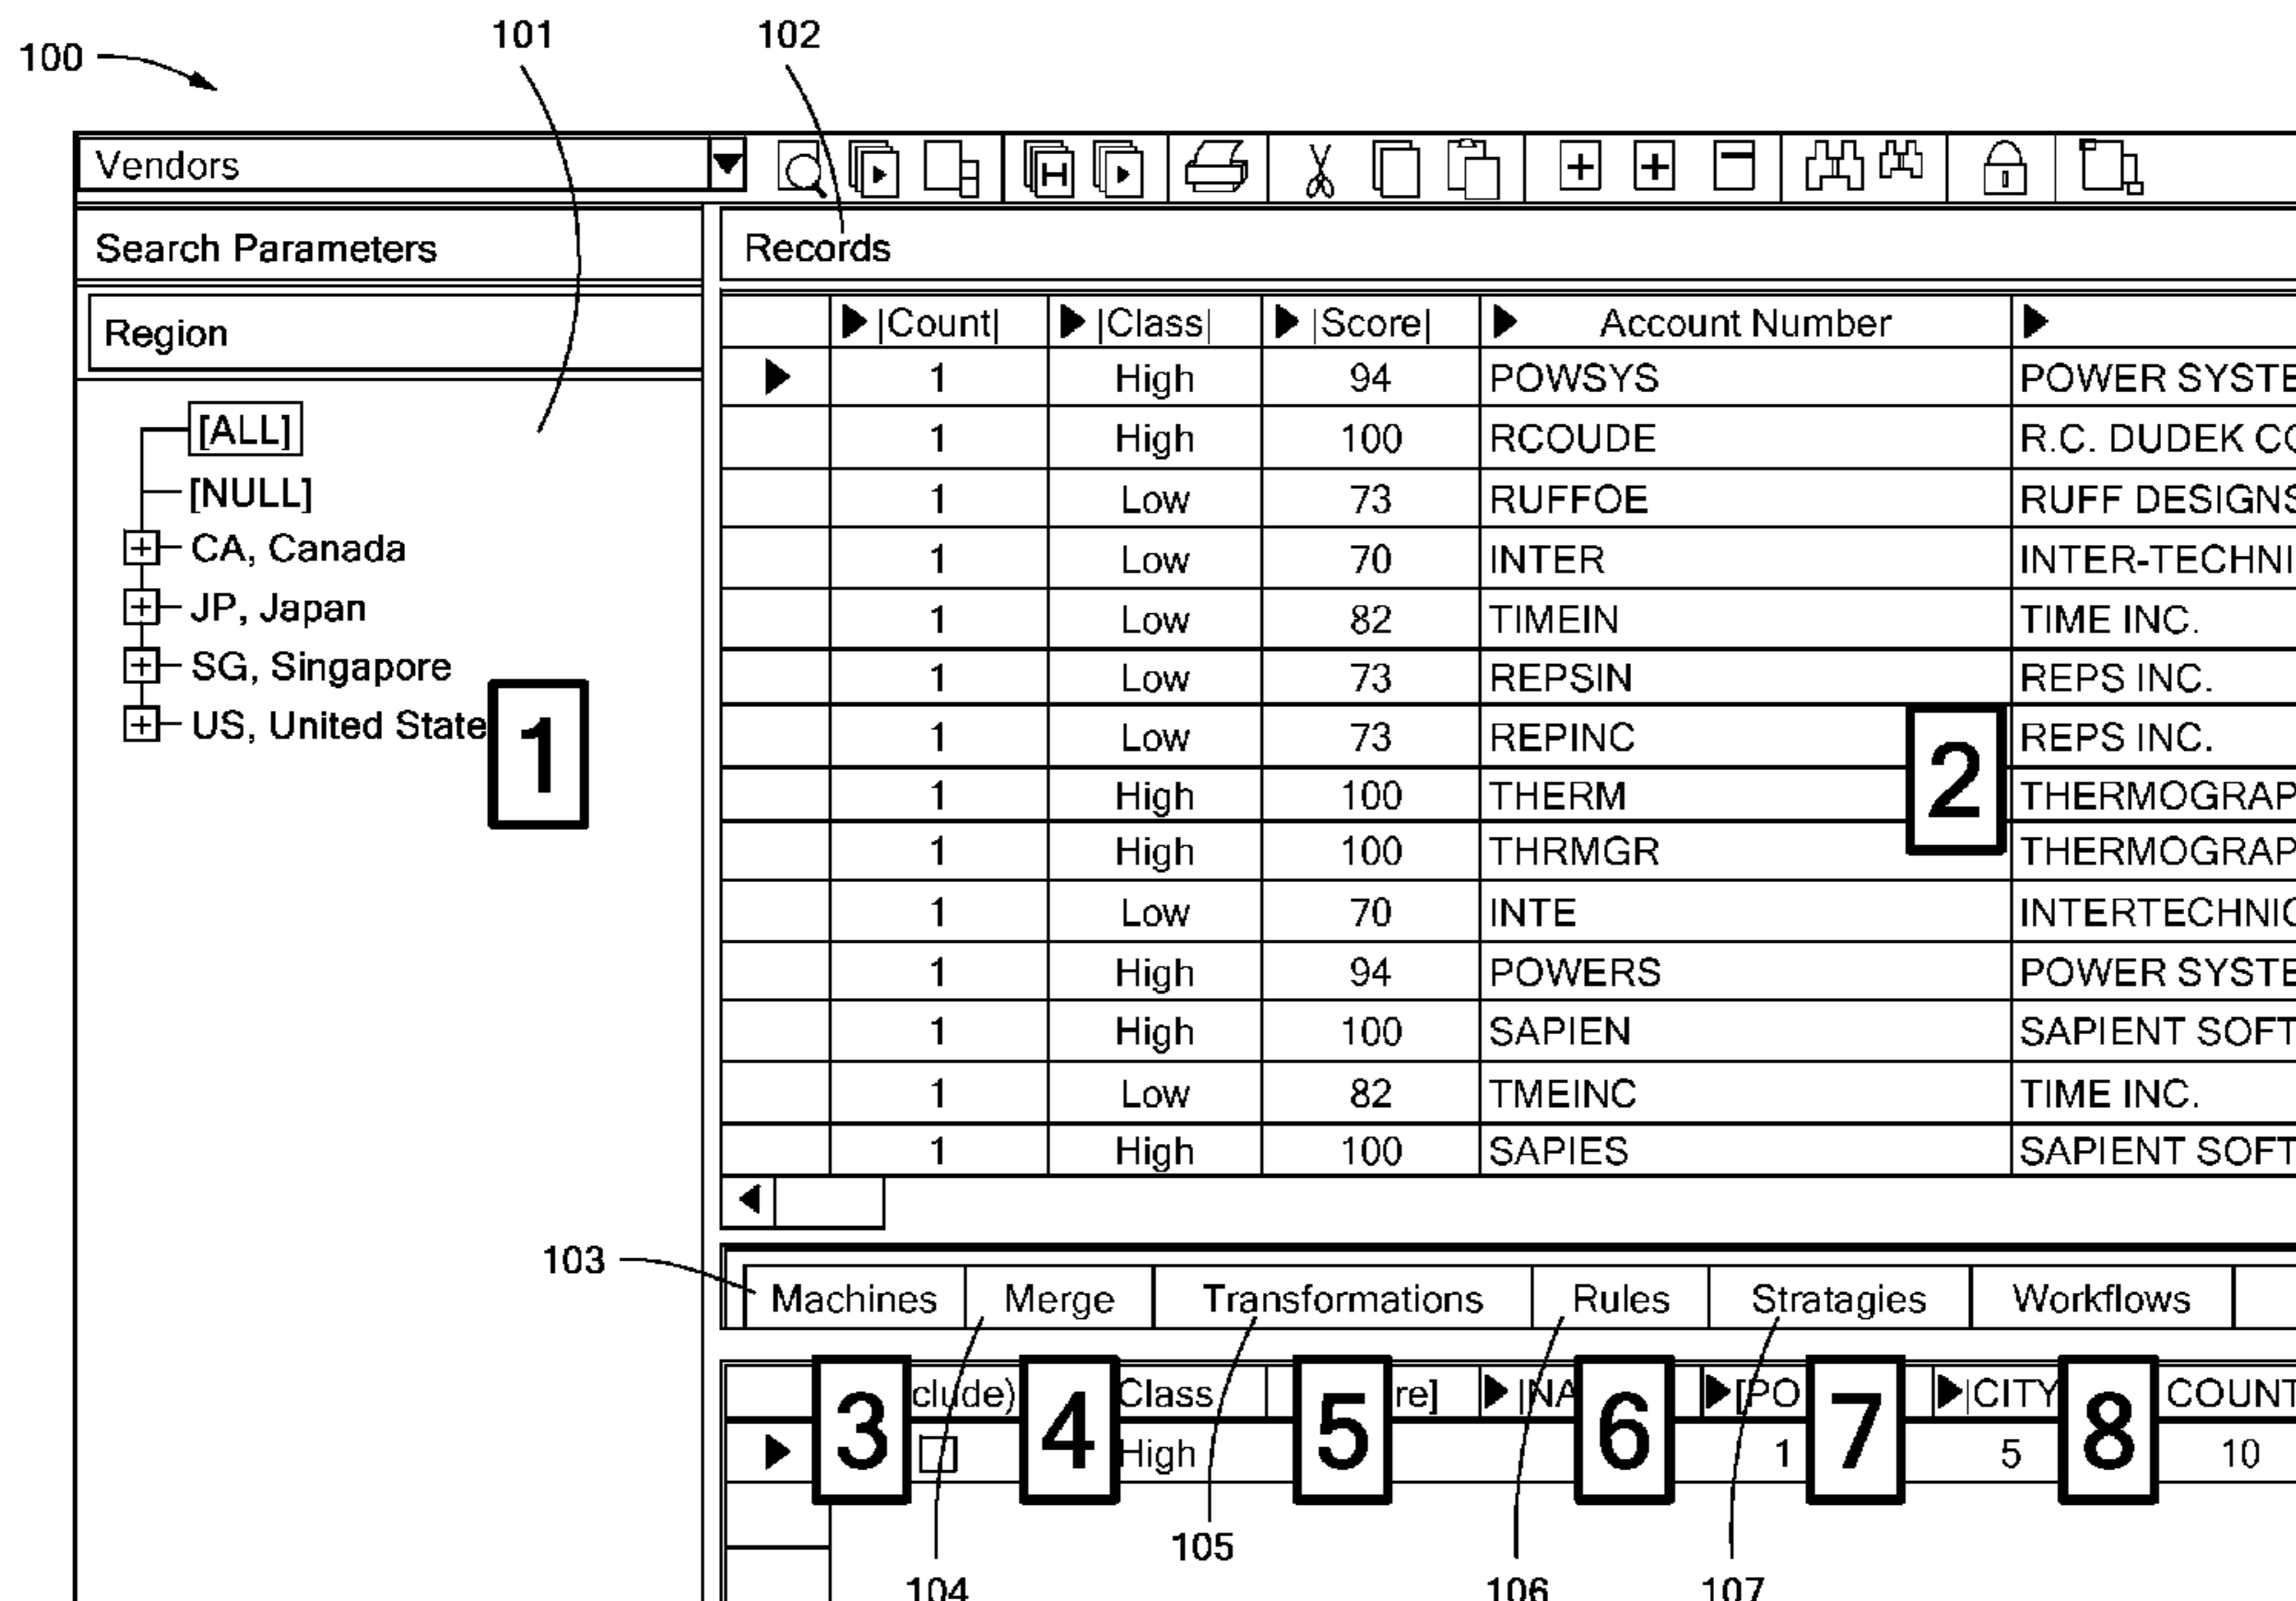 100
101
102
Vendors
Search Parameters
Records
Region
[ALL]
[NULL]
CA, Canada
JP, Japan
SG, Singapore
US, United State
1
|Count| |Class| |Score| Account Number
1 High 94 POWSYS POWER SYSTE
1 High 100 RCOUDE R.C. DUDEK CO
1 Low 73 RUFFOE RUFF DESIGNS
1 Low 70 INTER INTER-TECHNI
1 Low 82 TIMEIN TIME INC.
1 Low 73 REPSIN REPS INC.
1 Low 73 REPINC REPS INC.
2
1 High 100 THERM THERMOGRAP
1 High 100 THRMGR THERMOGRAP
1 Low 70 INTE INTERTECHNIC
1 High 94 POWERS POWER SYSTE
1 High 100 SAPIEN SAPIENT SOFT
1 Low 82 TMEINC TIME INC.
1 High 100 SAPIES SAPIENT SOFT
103
Machines Merge Transformations Rules Stratagies Workflows
clude) Class re] |NA [PO |CITY COUNT
3 4 5 6 7 8
High 1 5 10
105
104 106 107